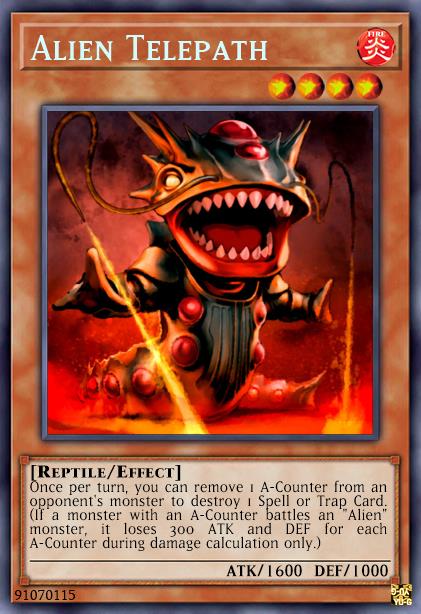 Alien Telepath
FIRE
炎
[Reptile/Effect]
Once per turn, you can remove 1 A-Counter from an
opponent's monster to destroy 1 Spell or Trap Card.
(If a monster with an A-Counter battles an "Alien"
monster, it loses 300 ATK and DEF for each
A-Counter during damage calculation only.)
ATK/1600 DEF/1000
91070115